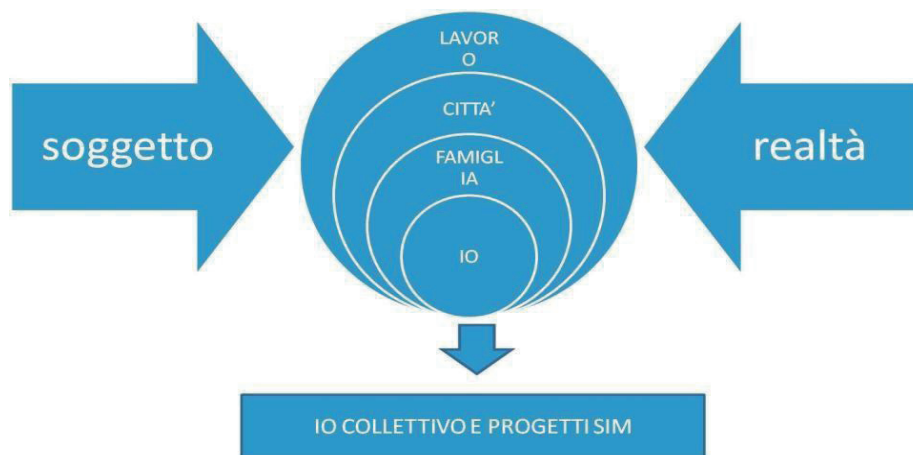 LAVOR
O
CITTA'
soggetto
realtà
FAMIGL
IA
IO
IO COLLETTIVO E PROGETTI SIM